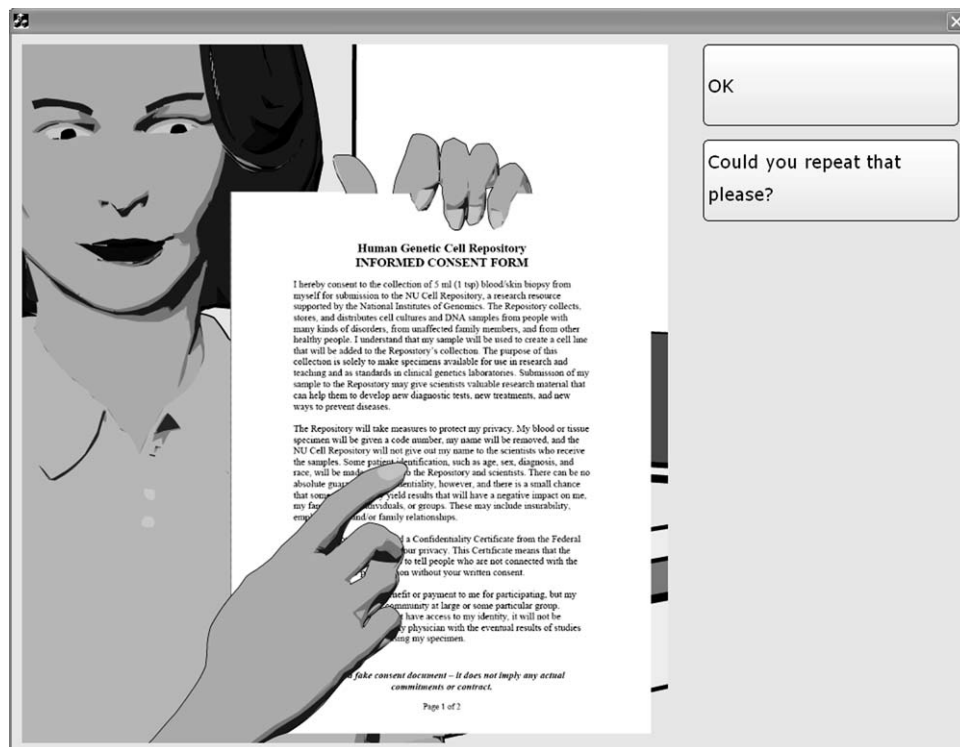 OK
Could you repeat that
please?
Human Genetic Cell Repository
INFORMED CONSENT FORM
I hereby consent to the collection of 5 ml (1 tsp) blood/skin biopsy from
myself for submission to the NU Cell Repository, a research resource
supported by the National Institutes of Genomics. The Repository collects,
stores, and distributes cell cultures and DNA samples from people with
many kinds of disorders, from unaffected family members, and from other
healthy people. I understand that my sample will be used to create a cell line
that will be added to the Repository's collection. The purpose of this
collection is solely to make specimens available for use in research and
teaching and as standards in clinical genetics laboratories. Submission of my
sample to the Repository may give scientists valuable research material that
can help them to develop new diagnostic tests, new treatments, and new
ways to prevent diseases.
The Repository will take measures to protect my privacy. My blood or tissue
specimen will be given a code number, my name will be removed, and the
NU Cell Repository will not give out my name to the scientists who receive
the samples. Some patient identification, such as age, sex, diagnosis, and
race, will be made to the Repository and scientists. There can be no
absolute however, and there is a small chance
that some yield results that will have a negative impact on me,
my or groups. These may include insurability,
and/or family relationships.
a Confidentiality Certificate from the Federal
your privacy. This Certificate means that the
to tell people who are not connected with the
without your written consent.
or payment to me for participating, but my
at large or some particular group.
have access to my identity, it will not be
physician with the eventual results of studies
my specimen.
fake consent document – it does not imply any actual
commitments or contract.
Page 1 of 2